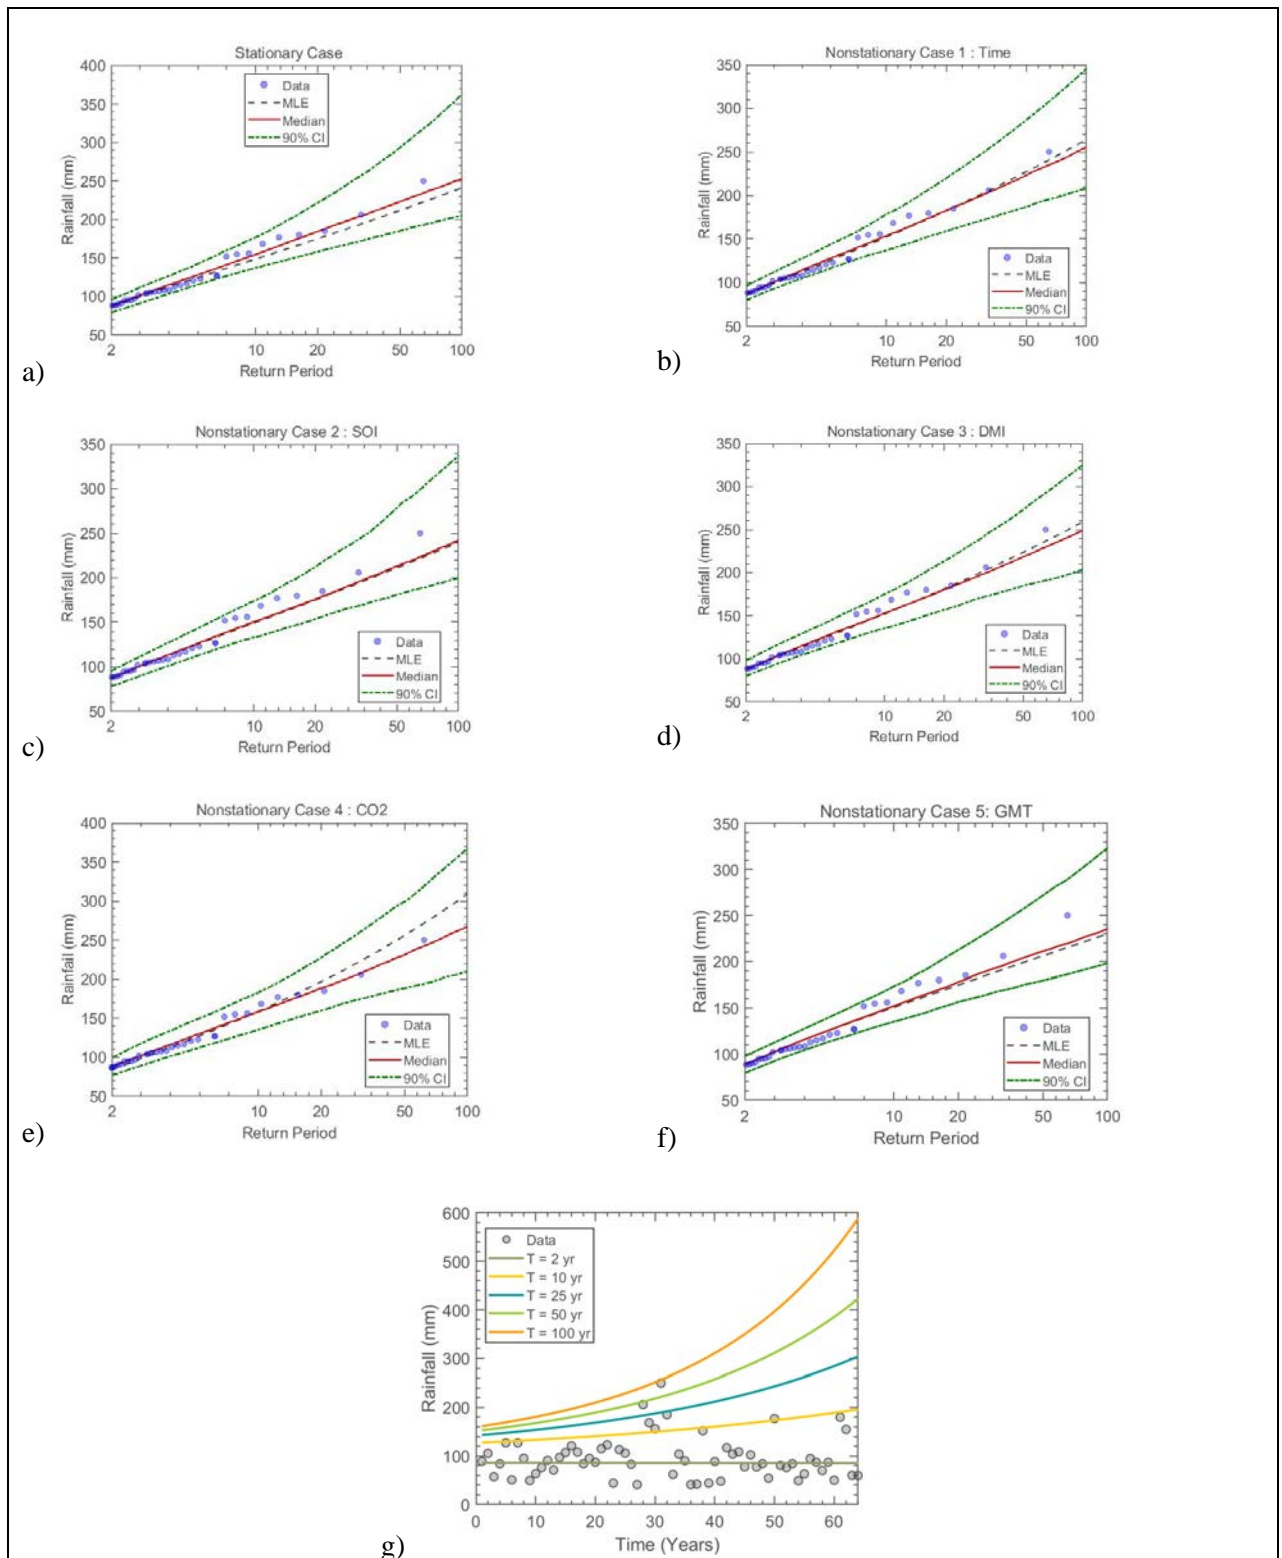 Stationary Case
400
350
300
250
200
150
100
50
Rainfall (mm)
Data
MLE
Median
90% CI
2
10
20
50
100
Return Period
a)
Nonstationary Case 1 : Time
350
300
250
200
150
100
50
Rainfall (mm)
Data
MLE
Median
90% CI
2
10
20
50
100
Return Period
b)
Nonstationary Case 2 : SOI
350
300
250
200
150
100
50
Rainfall (mm)
Data
MLE
Median
90% CI
2
10
20
50
100
Return Period
c)
Nonstationary Case 3 : DMI
350
300
250
200
150
100
50
Rainfall (mm)
Data
MLE
Median
90% CI
2
10
20
50
100
Return Period
d)
Nonstationary Case 4 : CO2
400
350
300
250
200
150
100
50
Rainfall (mm)
Data
MLE
Median
90% CI
2
10
20
50
100
Return Period
e)
Nonstationary Case 5: GMT
350
300
250
200
150
100
50
Rainfall (mm)
Data
MLE
Median
90% CI
2
10
20
50
100
Return Period
f)
600
500
400
300
200
100
0
Rainfall (mm)
Data
T = 2 yr
T = 10 yr
T = 25 yr
T = 50 yr
T = 100 yr
0
10
20
30
40
50
60
Time (Years)
g)